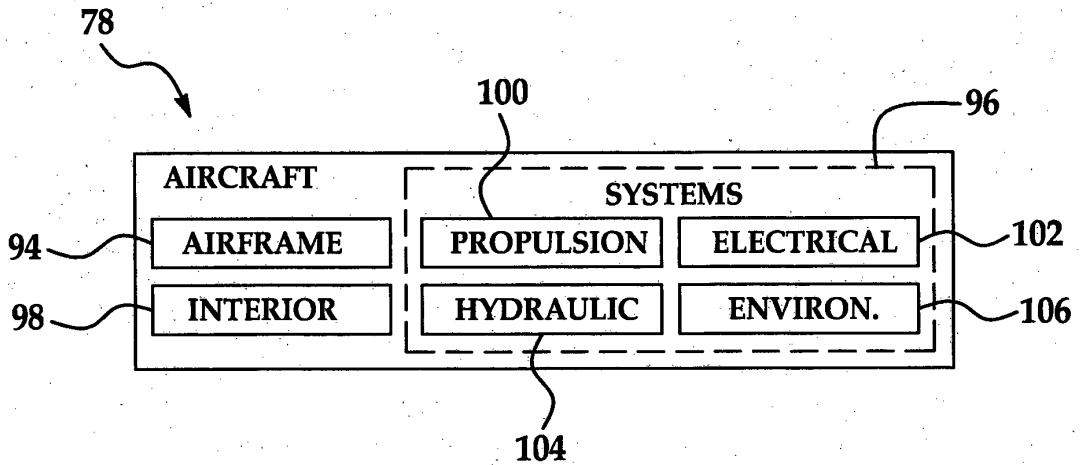 78
100
96
AIRCRAFT
SYSTEMS
94 AIRFRAME PROPULSION ELECTRICAL 102
98 INTERIOR HYDRAULIC ENVIRON. 106
104